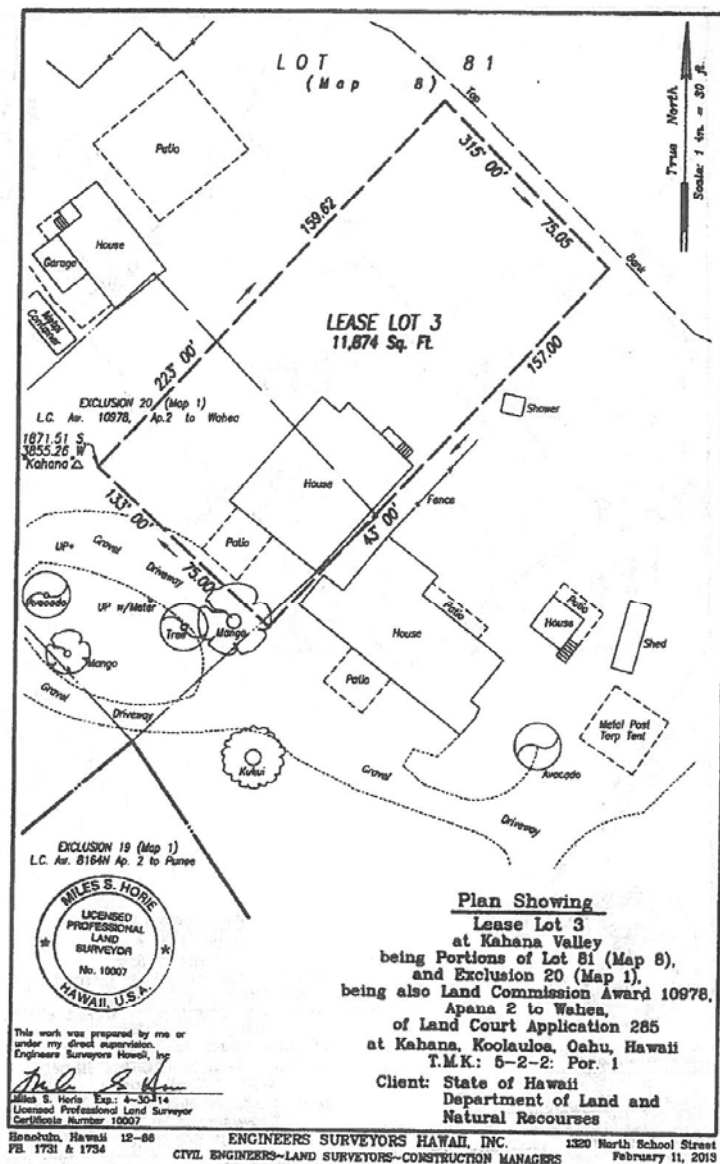 LOT 81
(Map 8)
Top
315° 00'
75.05
True North
Scale: 1 in. = 30 ft.
Patio
House
Garage
Metal
Container
159.62
Bank
LEASE LOT 3
11,874 Sq. Ft.
157.00
223° 00'
EXCLUSION 20 (Map 1)
L.C. Aw. 10978, Ap.2 to Wahea
1871.51 S
3855.26 W
"Kahana"
Shower
House
Fence
43° 00'
133° 00'
75.00
Patio
UP
Gravel
Driveway
UP w/Meter
Avocado
Tree
Mango
Mango
House
Patio
Patio
Patio
House
Shed
Gravel
Driveway
Kukui
Metal Post
Tarp Tent
Avocado
Gravel
Driveway
EXCLUSION 19 (Map 1)
L.C. Aw. 8164N Ap. 2 to Punee
MILES S. HORIE
LICENSED
PROFESSIONAL
LAND
SURVEYOR
No. 10007
HAWAII, U.S.A.
This work was prepared by me or
under my direct supervision.
Engineers Surveyors Hawaii, Inc
Miles S. Horie Exp.: 4-30-14
Licensed Professional Land Surveyor
Certificate Number 10007
Plan Showing
Lease Lot 3
at Kahana Valley
being Portions of Lot 81 (Map 8),
and Exclusion 20 (Map 1),
being also Land Commission Award 10978,
Apana 2 to Wahea,
of Land Court Application 285
at Kahana, Koolauloa, Oahu, Hawaii
T.M.K.: 5-2-2: Por. 1
Client: State of Hawaii
Department of Land and
Natural Recourses
Honolulu, Hawaii 12-88
FB. 1731 & 1734
ENGINEERS SURVEYORS HAWAII, INC.
CIVIL ENGINEERS~LAND SURVEYORS~CONSTRUCTION MANAGERS
1320 North School Street
February 11, 2013